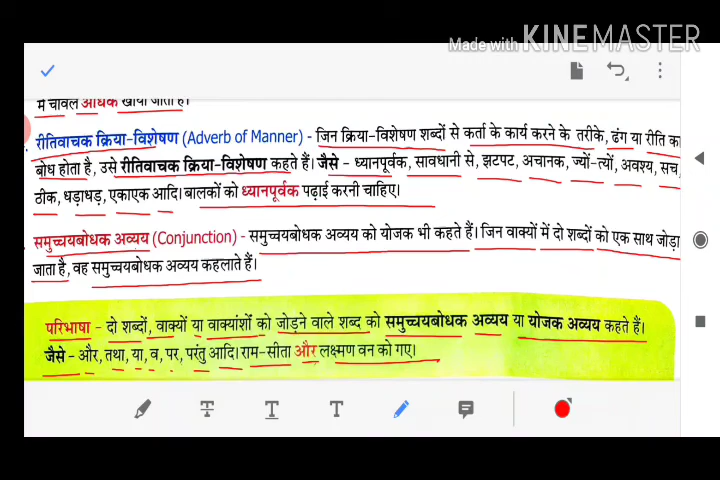 Made with KINEMASTER
में चावल अधिक खाया जाता है।
रीतिवाचक क्रिया-विशेषण (Adverb of Manner) - जिन क्रिया-विशेषण शब्दों से कर्ता के कार्य करने के तरीके, ढंग या रीति का
बोध होता है, उसे रीतिवाचक क्रिया-विशेषण कहते हैं। जैसे - ध्यानपूर्वक, सावधानी से, झटपट, अचानक, ज्यों-त्यों, अवश्य, सच,
ठीक, धड़ाधड़, एकाएक आदि। बालकों को ध्यानपूर्वक पढ़ाई करनी चाहिए।
समुच्चयबोधक अव्यय (Conjunction) - समुच्चयबोधक अव्यय को योजक भी कहते हैं। जिन वाक्यों में दो शब्दों को एक साथ जोड़ा
जाता है, वह समुच्चयबोधक अव्यय कहलाते हैं।
परिभाषा - दो शब्दों, वाक्यों या वाक्यांशों को जोड़ने वाले शब्द को समुच्चयबोधक अव्यय या योजक अव्यय कहते हैं।
जैसे - और, तथा, या, व, पर, परंतु आदि। राम-सीता और लक्ष्मण वन को गए।